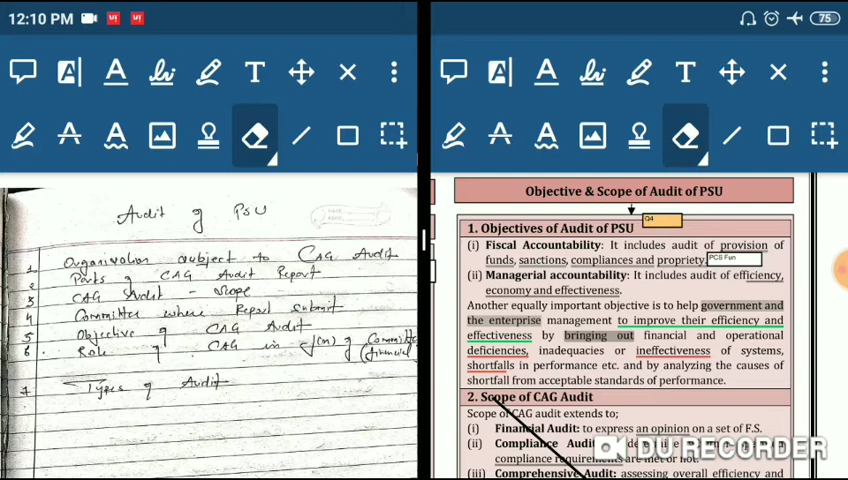 12:10 PM
75
Audit of PSU
1 Organisation subject to CAG Audit
2 Parts of CAG Audit Report
3 CAG Audit - Scope
4 Committee where Report Submit
5 Objective of CAG Audit
6. Role of CAG in f(n) of Committe
(financial
7 Types of Audit
Objective & Scope of Audit of PSU
Q4
1. Objectives of Audit of PSU
(i) Fiscal Accountability: It includes audit of provision of
funds, sanctions, compliances and propriety.
PCS Fun
(ii) Managerial accountability: It includes audit of efficiency,
economy and effectiveness.
Another equally important objective is to help government and
the enterprise management to improve their efficiency and
effectiveness by bringing out financial and operational
deficiencies, inadequacies or ineffectiveness of systems,
shortfalls in performance etc. and by analyzing the causes of
shortfall from acceptable standards of performance.
2. Scope of CAG Audit
Scope of CAG audit extends to;
(i) Financial Audit: to express an opinion on a set of F.S.
(ii) Compliance Audit:
compliance requirements are met or not.
(iii) Comprehensive Audit: assessing overall efficiency and
DU RECORDER